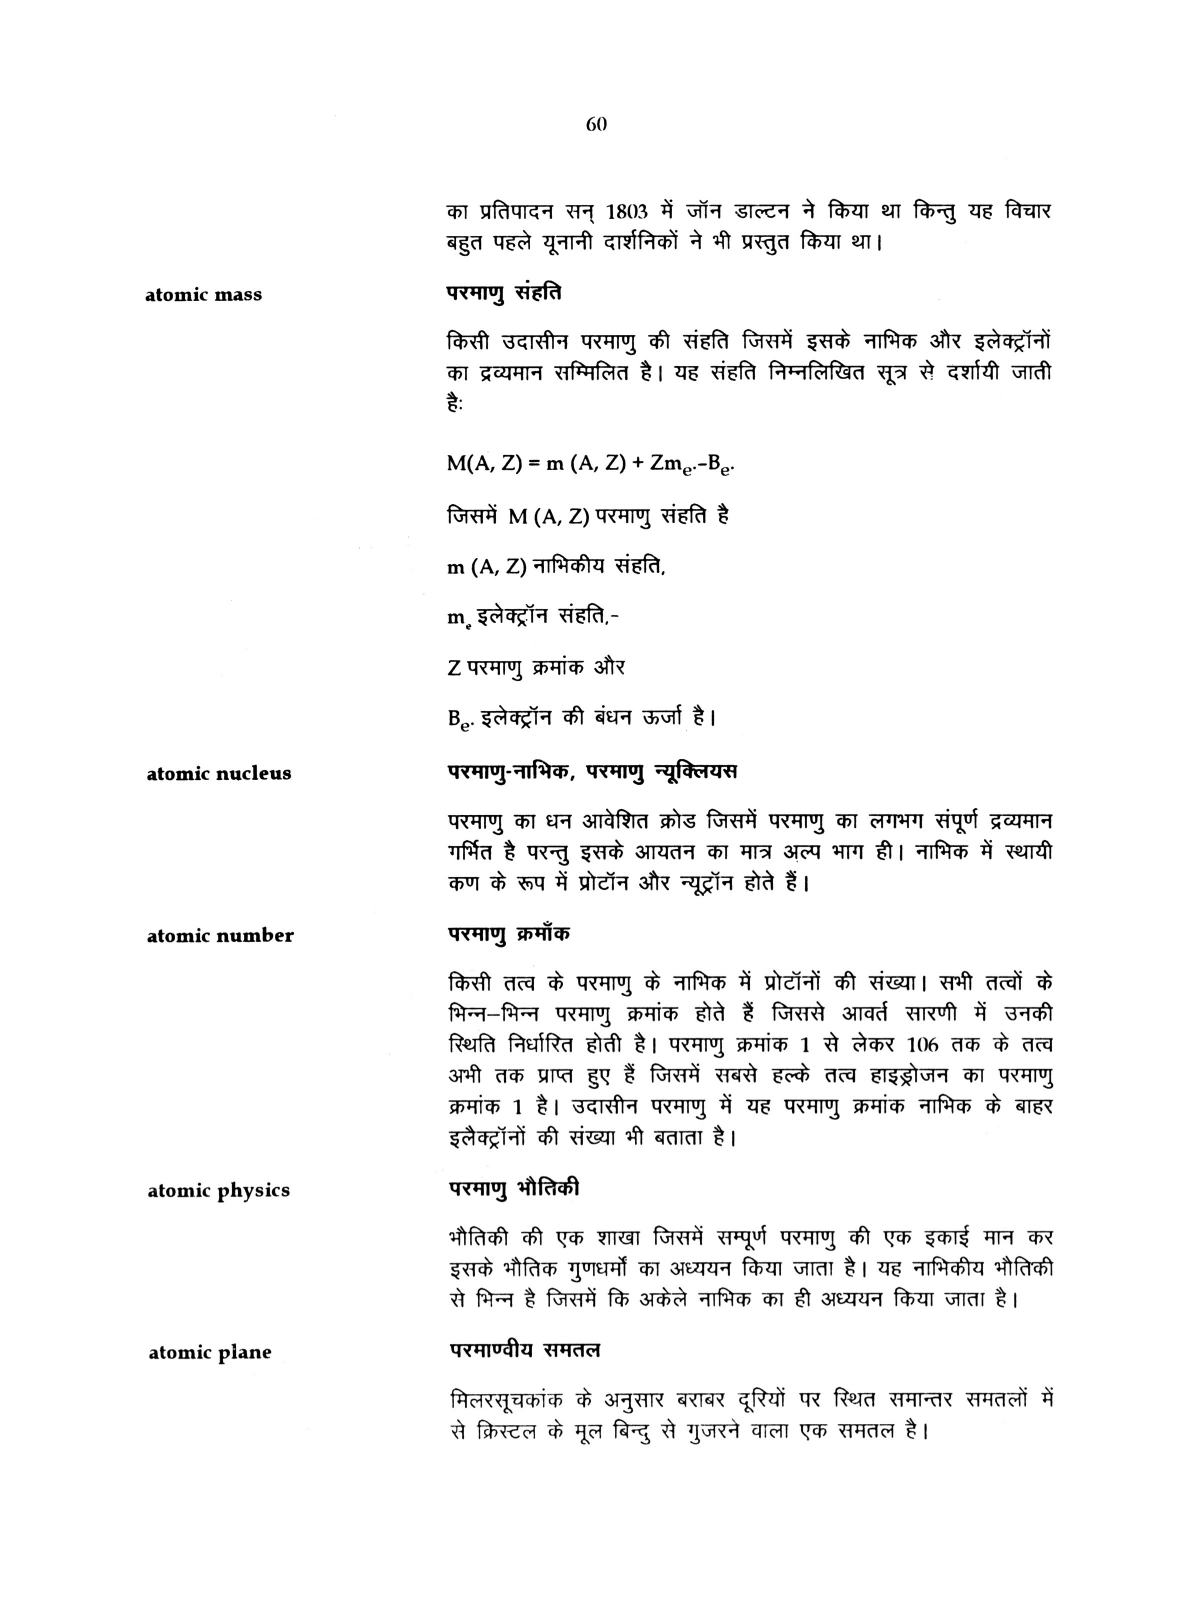 60
का प्रतिपादन सन् 1803 में जॉन डाल्टन ने किया था किन्तु यह विचार
बहुत पहले यूनानी दार्शनिकों ने भी प्रस्तुत किया था।
atomic mass परमाणु संहति
किसी उदासीन परमाणु की संहति जिसमें इसके नाभिक और इलेक्ट्रॉनों
का द्रव्यमान सम्मिलित है। यह संहति निम्नलिखित सूत्र से दर्शायी जाती
है:
M(A, Z) = m (A, Z) + Zme.–Be.
जिसमें M (A, Z) परमाणु संहति है
m (A, Z) नाभिकीय संहति,
me इलेक्ट्रॉन संहति,-
Z परमाणु क्रमांक और
Be. इलेक्ट्रॉन की बंधन ऊर्जा है।
atomic nucleus परमाणु-नाभिक, परमाणु न्यूक्लियस
परमाणु का धन आवेशित क्रोड जिसमें परमाणु का लगभग संपूर्ण द्रव्यमान
गर्भित है परन्तु इसके आयतन का मात्र अल्प भाग ही। नाभिक में स्थायी
कण के रूप में प्रोटॉन और न्यूट्रॉन होते हैं।
atomic number परमाणु क्रमाँक
किसी तत्व के परमाणु के नाभिक में प्रोटॉनों की संख्या। सभी तत्वों के
भिन्न–भिन्न परमाणु क्रमांक होते हैं जिससे आवर्त सारणी में उनकी
स्थिति निर्धारित होती है। परमाणु क्रमांक 1 से लेकर 106 तक के तत्व
अभी तक प्राप्त हुए हैं जिसमें सबसे हल्के तत्व हाइड्रोजन का परमाणु
क्रमांक 1 है। उदासीन परमाणु में यह परमाणु क्रमांक नाभिक के बाहर
इलैक्ट्रॉनों की संख्या भी बताता है।
atomic physics परमाणु भौतिकी
भौतिकी की एक शाखा जिसमें सम्पूर्ण परमाणु की एक इकाई मान कर
इसके भौतिक गुणधर्मों का अध्ययन किया जाता है। यह नाभिकीय भौतिकी
से भिन्न है जिसमें कि अकेले नाभिक का ही अध्ययन किया जाता है।
atomic plane परमाण्वीय समतल
मिलरसूचकांक के अनुसार बराबर दूरियों पर स्थित समान्तर समतलों में
से क्रिस्टल के मूल बिन्दु से गुजरने वाला एक समतल है।